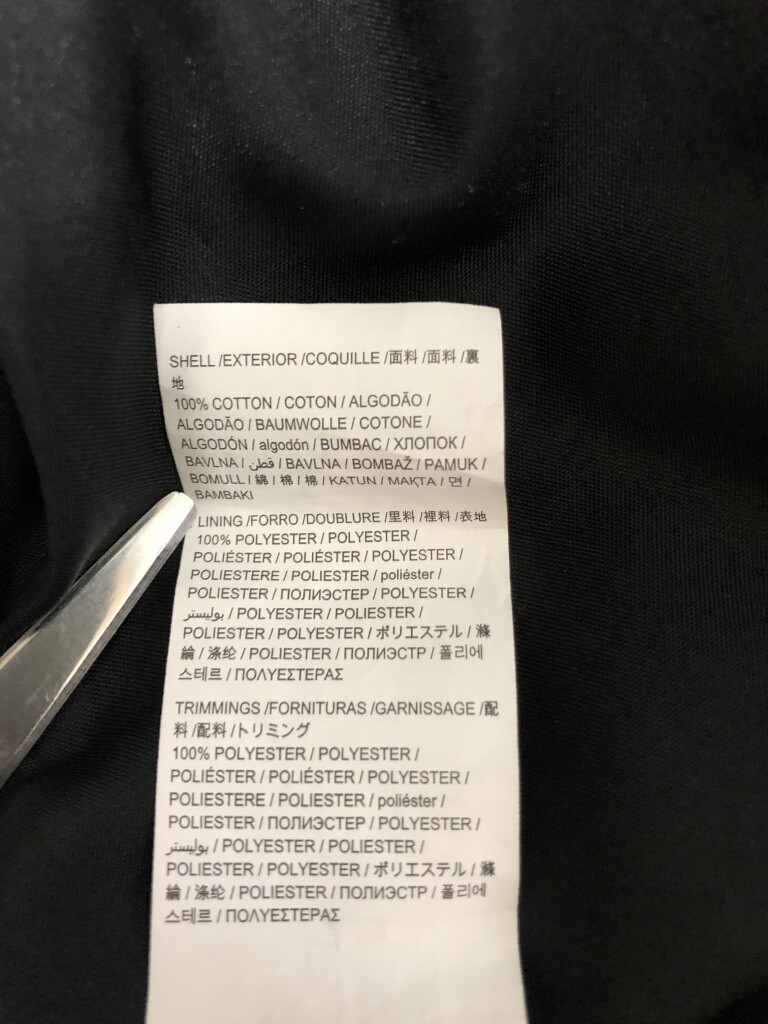 SHELL /EXTERIOR /COQUILLE /面料 /面料 /裏
地
100% COTTON / COTON / ALGODÃO /
ALGODÃO / BAUMWOLLE / COTONE /
ALGODÓN / algodón / BUMBAC / ХЛОПОК /
BAVLNA / قطن / BAVLNA / BOMBAŽ / PAMUK /
BOMULL / 綿 / 棉 / 棉 / KATUN / МАҚТА / 면 /
ΒΑΜΒΑΚΙ
LINING /FORRO /DOUBLURE /里料 /裡料 /表地
100% POLYESTER / POLYESTER /
POLIÉSTER / POLIÉSTER / POLYESTER /
POLIESTERE / POLIESTER / poliéster /
POLIESTER / ПОЛИЭСТЕР / POLYESTER /
بوليستر / POLYESTER / POLIESTER /
POLIESTER / POLYESTER / ポリエステル / 滌
綸 / 涤纶 / POLIESTER / ПОЛИЭСТР / 폴리에
스테르 / ΠΟΛΥΕΣΤΕΡΑΣ
TRIMMINGS /FORNITURAS /GARNISSAGE /配
料 /配料 /トリミング
100% POLYESTER / POLYESTER /
POLIÉSTER / POLIÉSTER / POLYESTER /
POLIESTERE / POLIESTER / poliéster /
POLIESTER / ПОЛИЭСТЕР / POLYESTER /
بوليستر / POLYESTER / POLIESTER /
POLIESTER / POLYESTER / ポリエステル / 滌
綸 / 涤纶 / POLIESTER / ПОЛИЭСТР / 폴리에
스테르 / ΠΟΛΥΕΣΤΕΡΑΣ